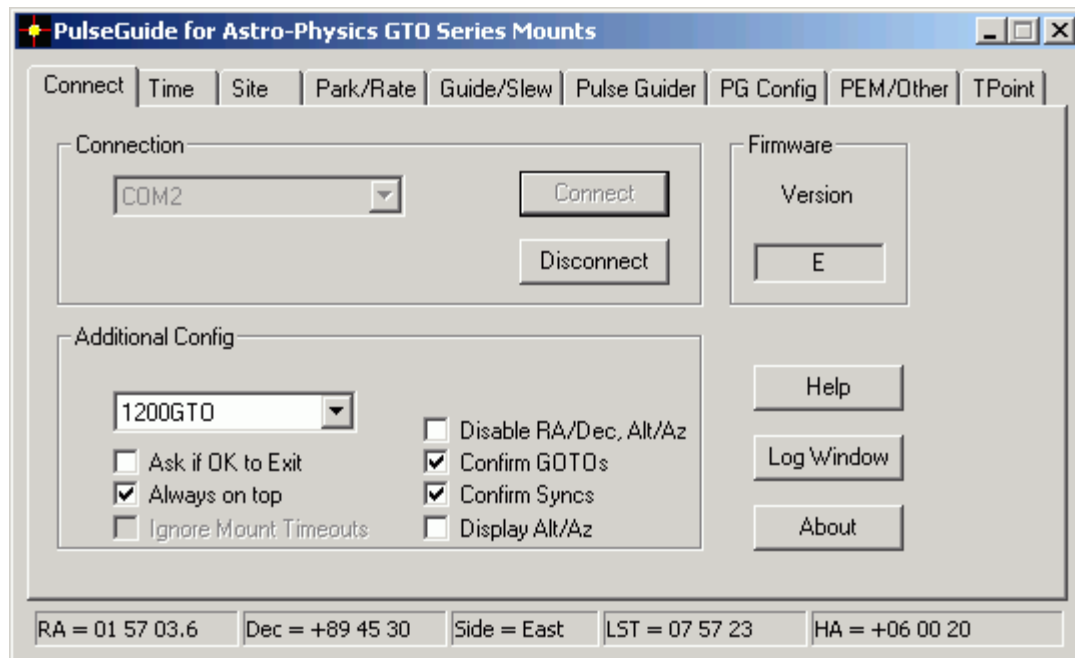 PulseGuide for Astro-Physics GTO Series Mounts
Connect Time Site Park/Rate Guide/Slew Pulse Guider PG Config PEM/Other TPoint
Connection
COM2
Connect
Disconnect
Firmware
Version
E
Additional Config
1200GTO
Ask if OK to Exit
Always on top
Ignore Mount Timeouts
Disable RA/Dec, Alt/Az
Confirm GOTOs
Confirm Syncs
Display Alt/Az
Help
Log Window
About
RA = 01 57 03.6 Dec = +89 45 30 Side = East LST = 07 57 23 HA = +06 00 20